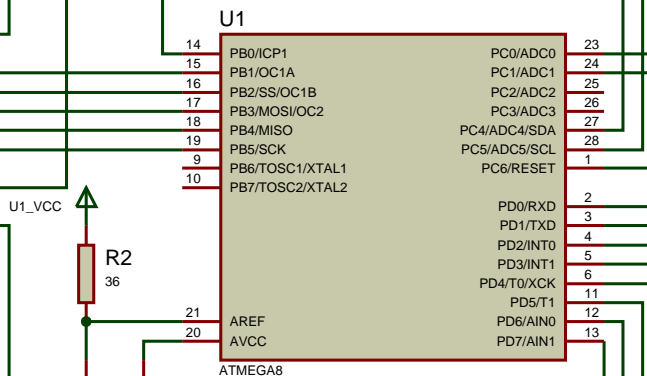 U1
14 PB0/ICP1 PC0/ADC0 23
15 PB1/OC1A PC1/ADC1 24
16 PB2/SS/OC1B PC2/ADC2 25
17 PB3/MOSI/OC2 PC3/ADC3 26
18 PB4/MISO PC4/ADC4/SDA 27
19 PB5/SCK PC5/ADC5/SCL 28
9 PB6/TOSC1/XTAL1 PC6/RESET 1
10 PB7/TOSC2/XTAL2
U1_VCC PD0/RXD 2
PD1/TXD 3
PD2/INT0 4
R2 PD3/INT1 5
36 PD4/T0/XCK 6
PD5/T1 11
21 AREF PD6/AIN0 12
20 AVCC PD7/AIN1 13
ATMEGA8